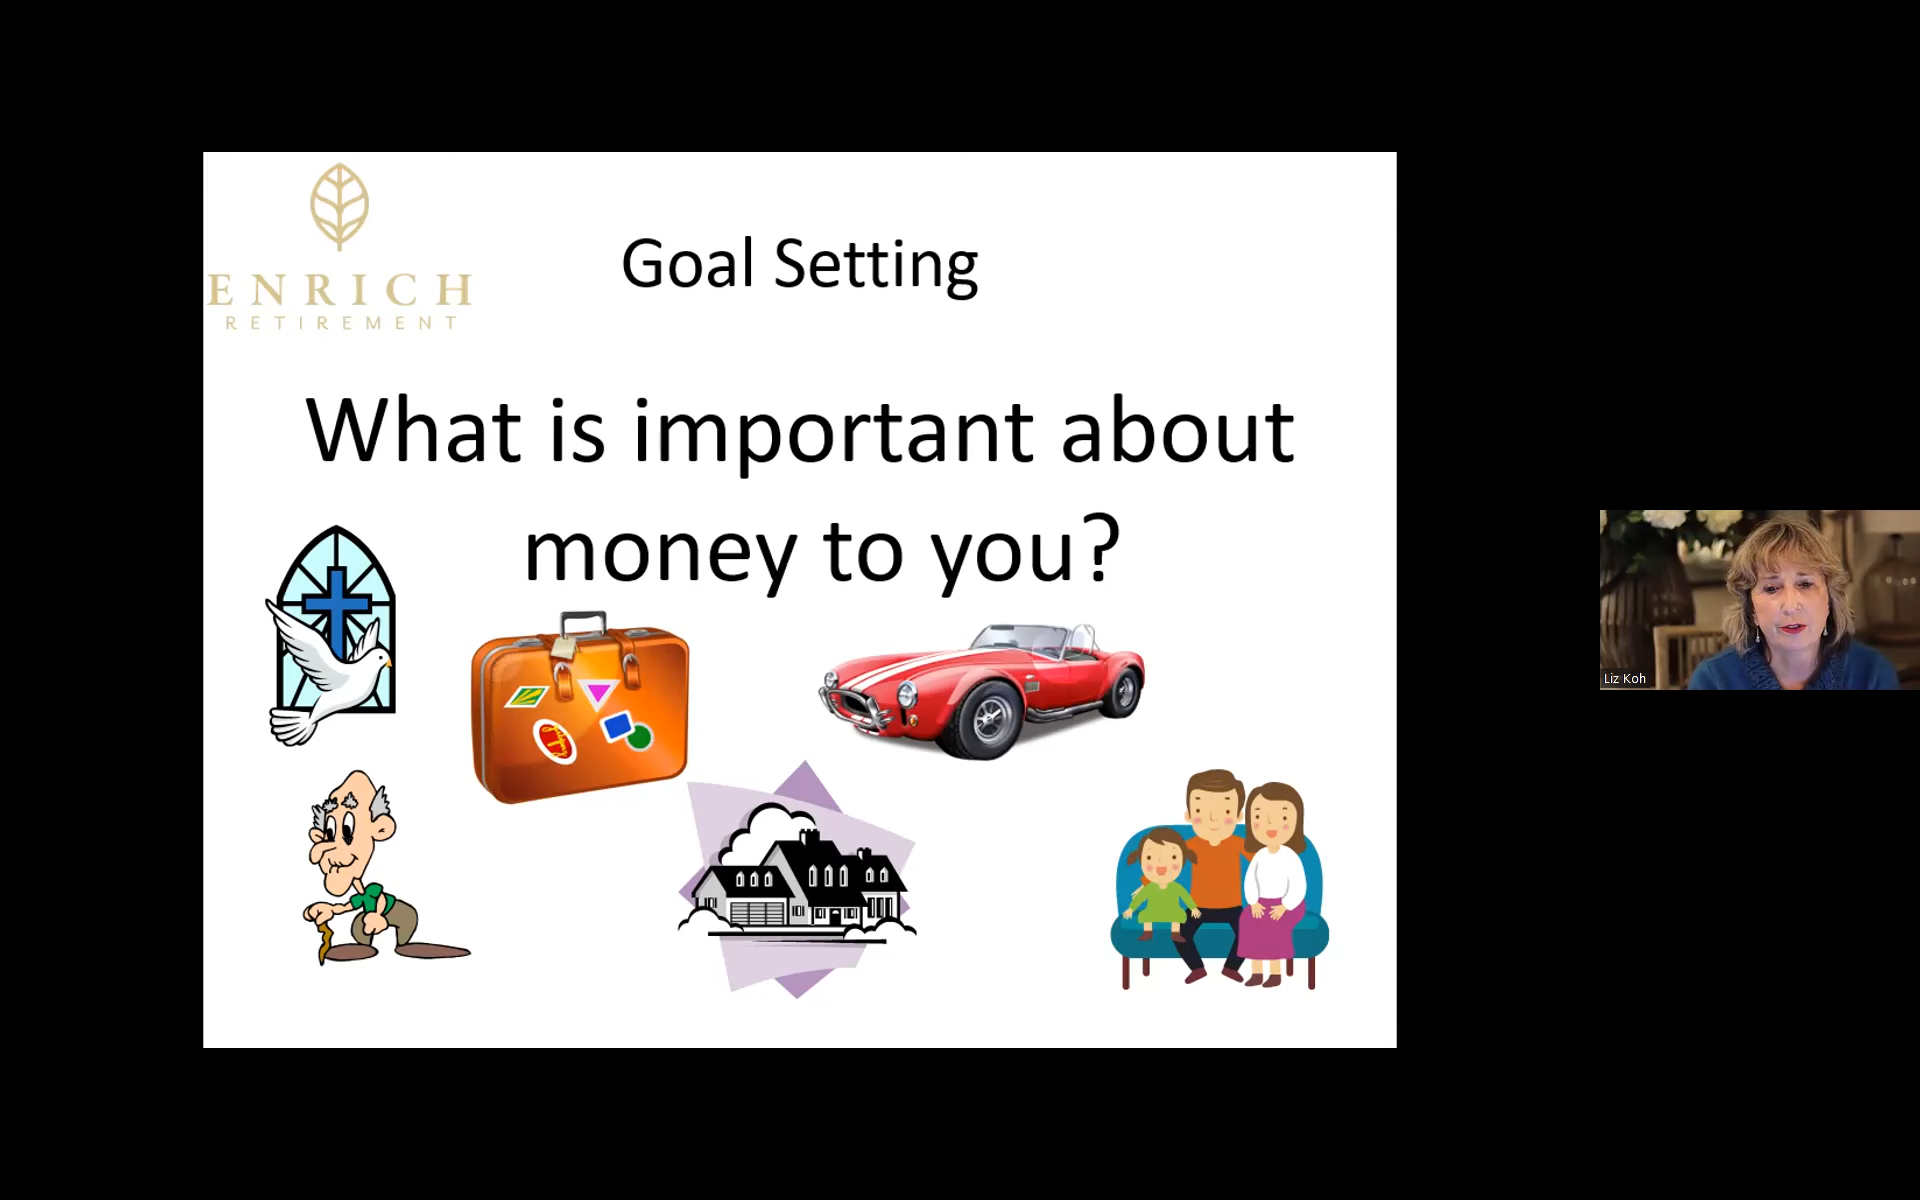 ENRICH
RETIREMENT
Goal Setting
What is important about
money to you?
Liz Koh